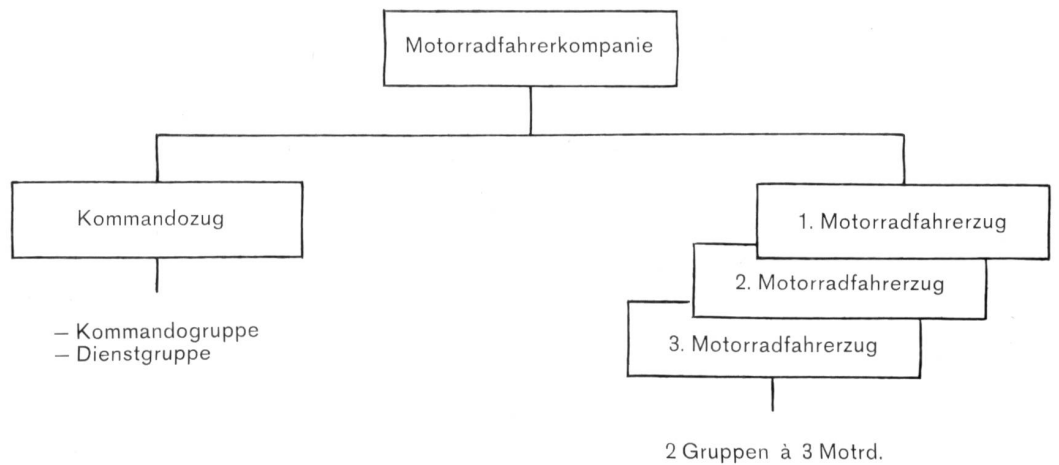 Motorradfahrerkompanie
Kommandozug
— Kommandogruppe
— Dienstgruppe
1. Motorradfahrerzug
2. Motorradfahrerzug
3. Motorradfahrerzug
2 Gruppen à 3 Motrd.